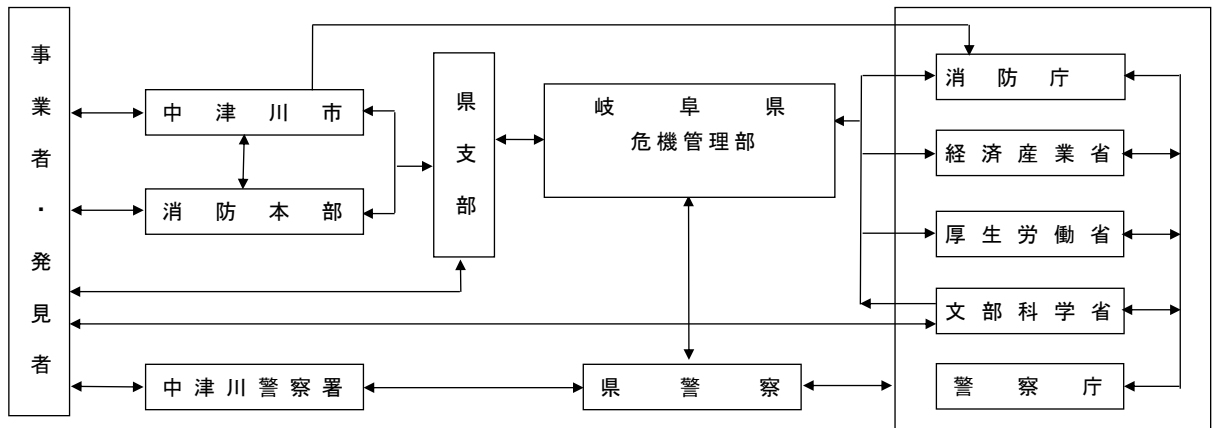 事業者・発見者
中津川市
消防本部
中津川警察署
県支部
岐阜県
危機管理部
県警察
消防庁
経済産業省
厚生労働省
文部科学省
警察庁